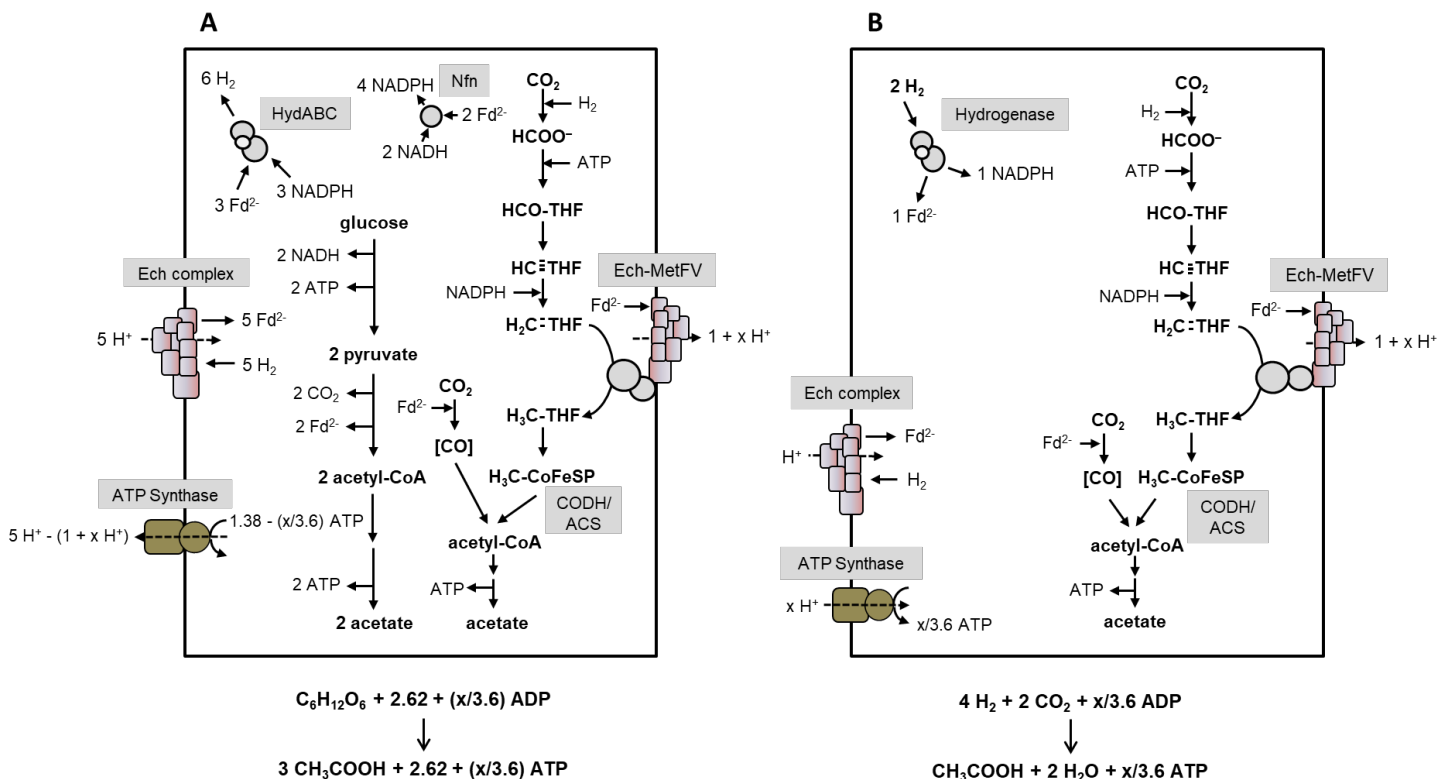 A
6 H₂
HydABC
3 Fd²⁻
3 NADPH
4 NADPH
Nfn
2 Fd²⁻
2 NADH
CO₂
H₂
HCOO⁻
ATP
HCO-THF
HC≡THF
NADPH
H₂C=THF
Ech-MetFV
Fd²⁻
1 + x H⁺
H₃C-THF
H₃C-CoFeSP
CODH/
ACS
glucose
2 NADH
2 ATP
2 pyruvate
2 CO₂
2 Fd²⁻
2 acetyl-CoA
2 ATP
2 acetate
CO₂
Fd²⁻
[CO]
acetyl-CoA
ATP
acetate
Ech complex
5 H⁺
5 Fd²⁻
5 H₂
ATP Synthase
5 H⁺ - (1 + x H⁺)
1.38 - (x/3.6) ATP
C₆H₁₂O₆ + 2.62 + (x/3.6) ADP
3 CH₃COOH + 2.62 + (x/3.6) ATP
B
2 H₂
Hydrogenase
1 NADPH
1 Fd²⁻
CO₂
H₂
HCOO⁻
ATP
HCO-THF
HC≡THF
NADPH
H₂C=THF
Ech-MetFV
Fd²⁻
1 + x H⁺
H₃C-THF
H₃C-CoFeSP
CODH/
ACS
CO₂
Fd²⁻
[CO]
acetyl-CoA
ATP
acetate
Ech complex
H⁺
Fd²⁻
H₂
ATP Synthase
x H⁺
x/3.6 ATP
4 H₂ + 2 CO₂ + x/3.6 ADP
CH₃COOH + 2 H₂O + x/3.6 ATP